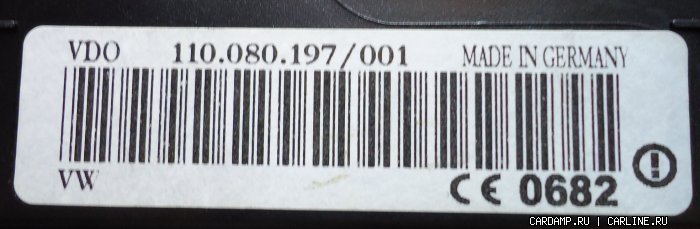 VDO 110.080.197/001 MADE IN GERMANY
VW
CE 0682
CARDAMP.RU | CARLINE.RU